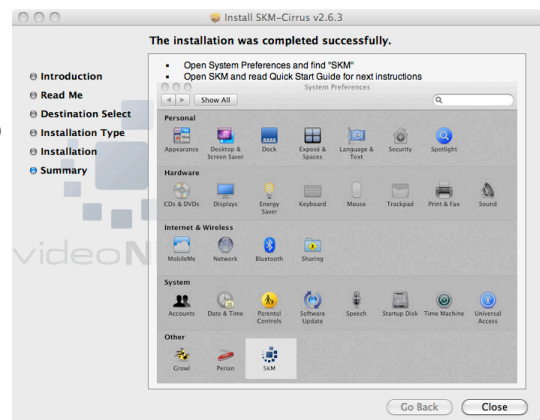 Install SKM-Cirrus v2.6.3
The installation was completed successfully.
Introduction
Read Me
Destination Select
Installation Type
Installation
Summary
videoN
• Open System Preferences and find "SKM"
• Open SKM and read Quick Start Guide for next instructions
System Preferences
Show All
Personal
Appearance
Desktop &
Screen Saver
Dock
Exposé &
Spaces
Language &
Text
Security
Spotlight
Hardware
CDs & DVDs
Displays
Energy
Saver
Keyboard
Mouse
Trackpad
Print & Fax
Sound
Internet & Wireless
MobileMe
Network
Bluetooth
Sharing
System
Accounts
Date & Time
Parental
Controls
Software
Update
Speech
Startup Disk
Time Machine
Universal
Access
Other
Growl
Perian
SKM
Go Back
Close